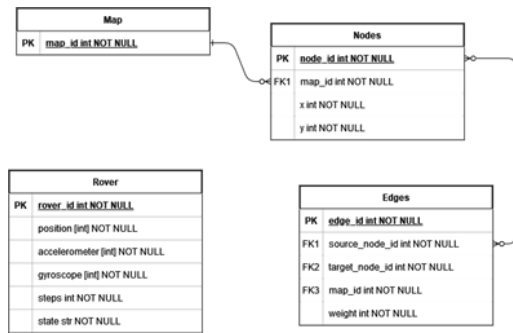 Map
PK map_id int NOT NULL
Nodes
PK node_id int NOT NULL
FK1 map_id int NOT NULL
x int NOT NULL
y int NOT NULL
Rover
PK rover_id int NOT NULL
position [int] NOT NULL
accelerometer [int] NOT NULL
gyroscope [int] NOT NULL
steps int NOT NULL
state str NOT NULL
Edges
PK edge_id int NOT NULL
FK1 source_node_id int NOT NULL
FK2 target_node_id int NOT NULL
FK3 map_id int NOT NULL
weight int NOT NULL